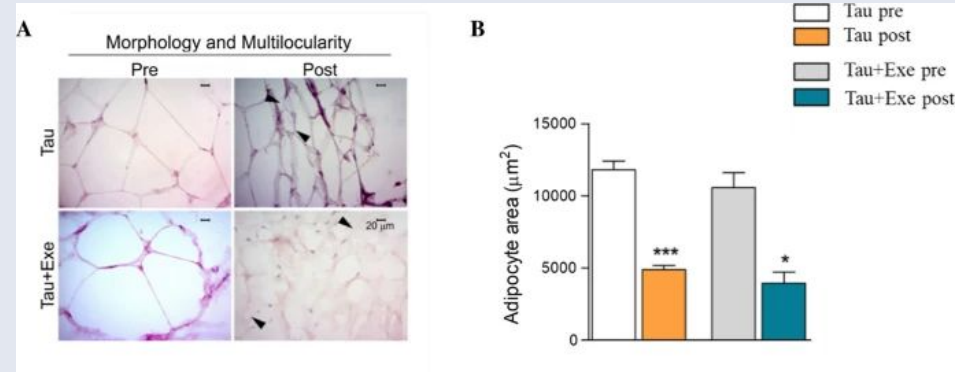 A
Morphology and Multilocularity
Pre Post
Tau
Tau+Exe
20 μm
B
Tau pre
Tau post
Tau+Exe pre
Tau+Exe post
Adipocyte area (μm²)
15000
10000
5000
0
***
*